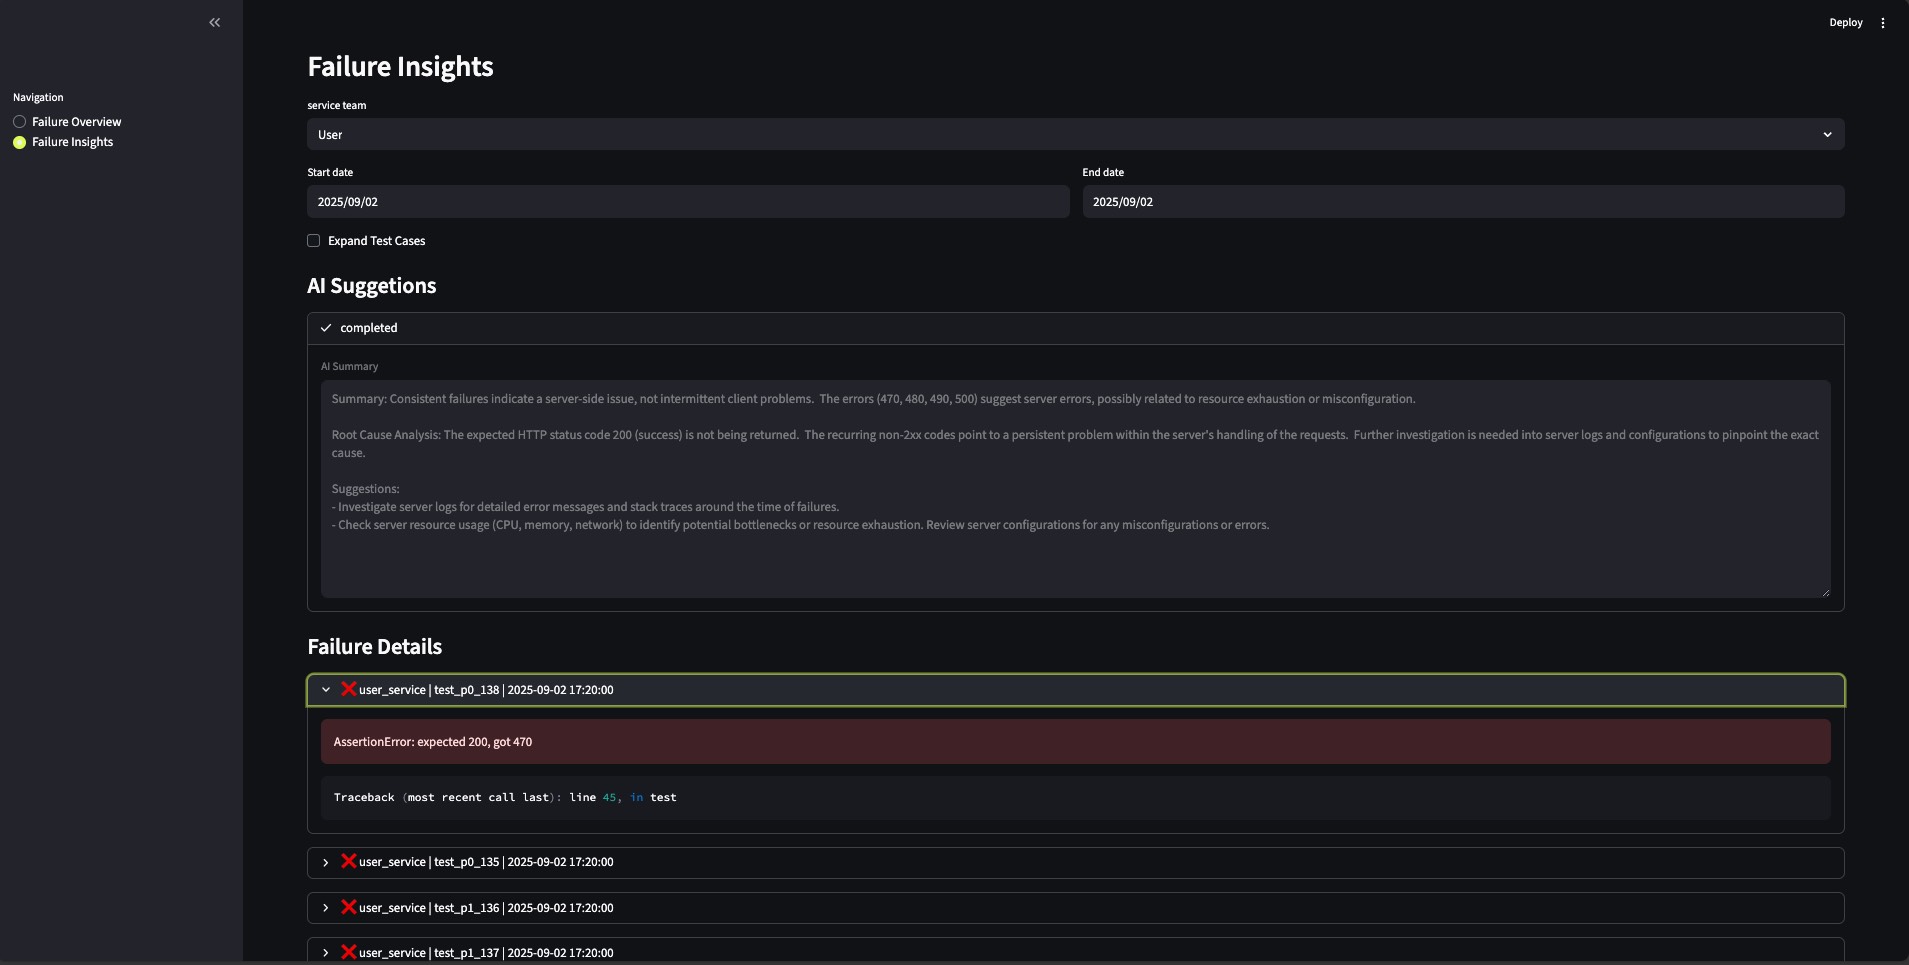 Deploy
Navigation
Failure Overview
Failure Insights
Failure Insights
service team
User
Start date
End date
2025/09/02
2025/09/02
Expand Test Cases
AI Suggetions
completed
AI Summary
Summary: Consistent failures indicate a server-side issue, not intermittent client problems.  The errors (470, 480, 490, 500) suggest server errors, possibly related to resource exhaustion or misconfiguration.
Root Cause Analysis: The expected HTTP status code 200 (success) is not being returned.  The recurring non-2xx codes point to a persistent problem within the server's handling of the requests.  Further investigation is needed into server logs and configurations to pinpoint the exact
cause.
Suggestions:
- Investigate server logs for detailed error messages and stack traces around the time of failures.
- Check server resource usage (CPU, memory, network) to identify potential bottlenecks or resource exhaustion. Review server configurations for any misconfigurations or errors.
Failure Details
❌ user_service | test_p0_138 | 2025-09-02 17:20:00
AssertionError: expected 200, got 470
Traceback (most recent call last): line 45, in test
❌ user_service | test_p0_135 | 2025-09-02 17:20:00
❌ user_service | test_p1_136 | 2025-09-02 17:20:00
❌ user_service | test_p1_137 | 2025-09-02 17:20:00